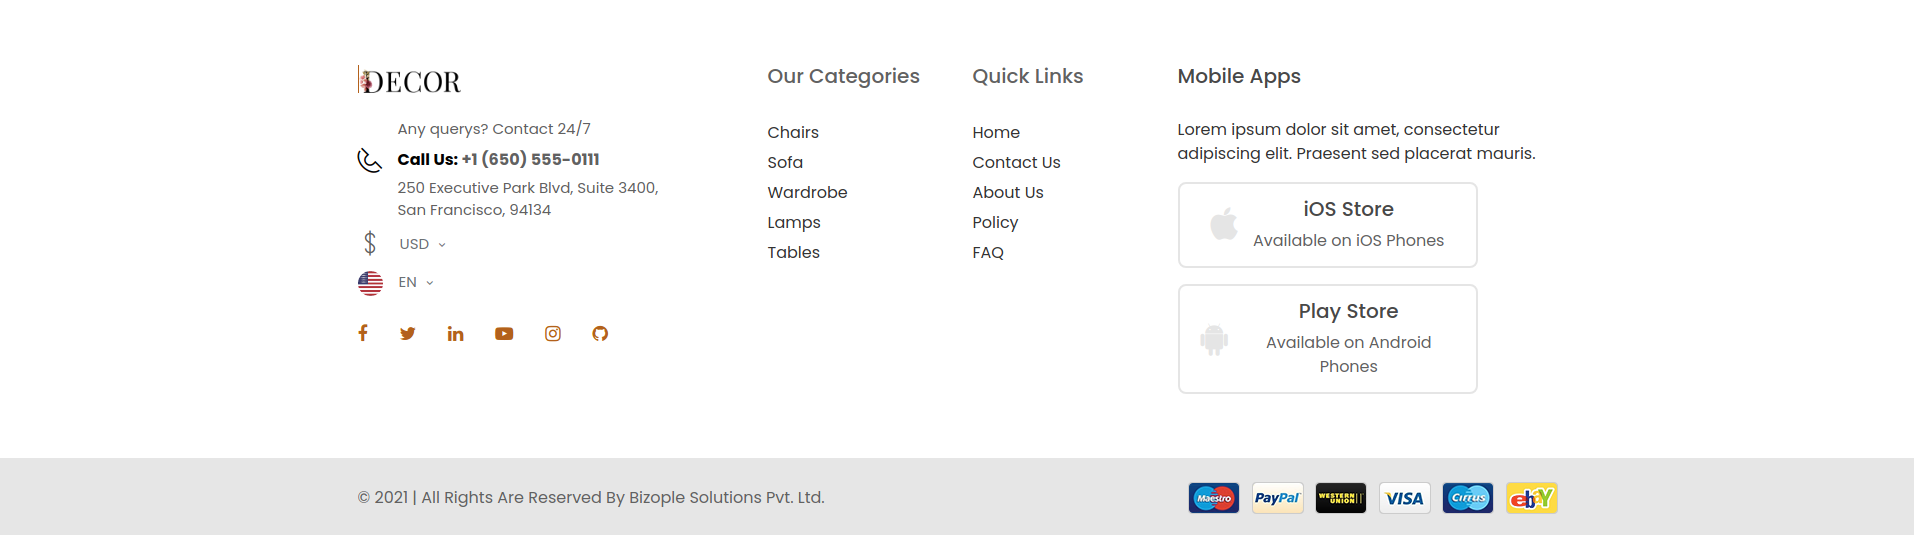 DECOR
Any querys? Contact 24/7
Call Us: +1 (650) 555-0111
250 Executive Park Blvd, Suite 3400,
San Francisco, 94134
USD
EN
Our Categories
Chairs
Sofa
Wardrobe
Lamps
Tables
Quick Links
Home
Contact Us
About Us
Policy
FAQ
Mobile Apps
Lorem ipsum dolor sit amet, consectetur
adipiscing elit. Praesent sed placerat mauris.
iOS Store
Available on iOS Phones
Play Store
Available on Android
Phones
© 2021 | All Rights Are Reserved By Bizople Solutions Pvt. Ltd.
Maestro
PayPal
WESTERN
UNION
VISA
Cirrus
ebaY